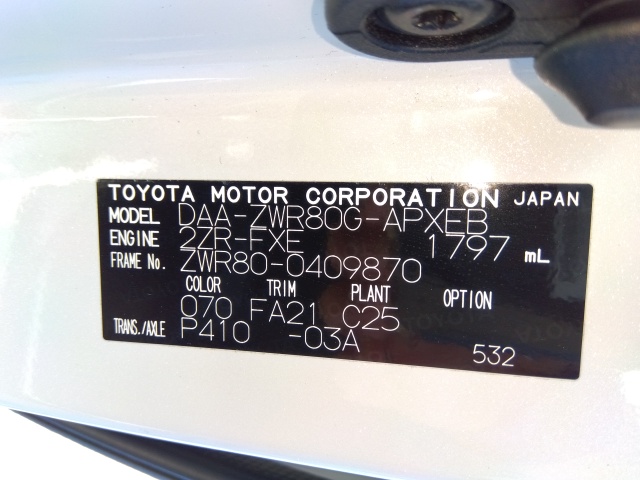 TOYOTA MOTOR CORPORATION JAPAN
MODEL DAA-ZWR80G-APXEB
ENGINE 2ZR-FXE 1797 mL
FRAME No. ZWR80-0409870
COLOR TRIM PLANT OPTION
070 FA21 C25
TRANS./AXLE P410 -03A
532